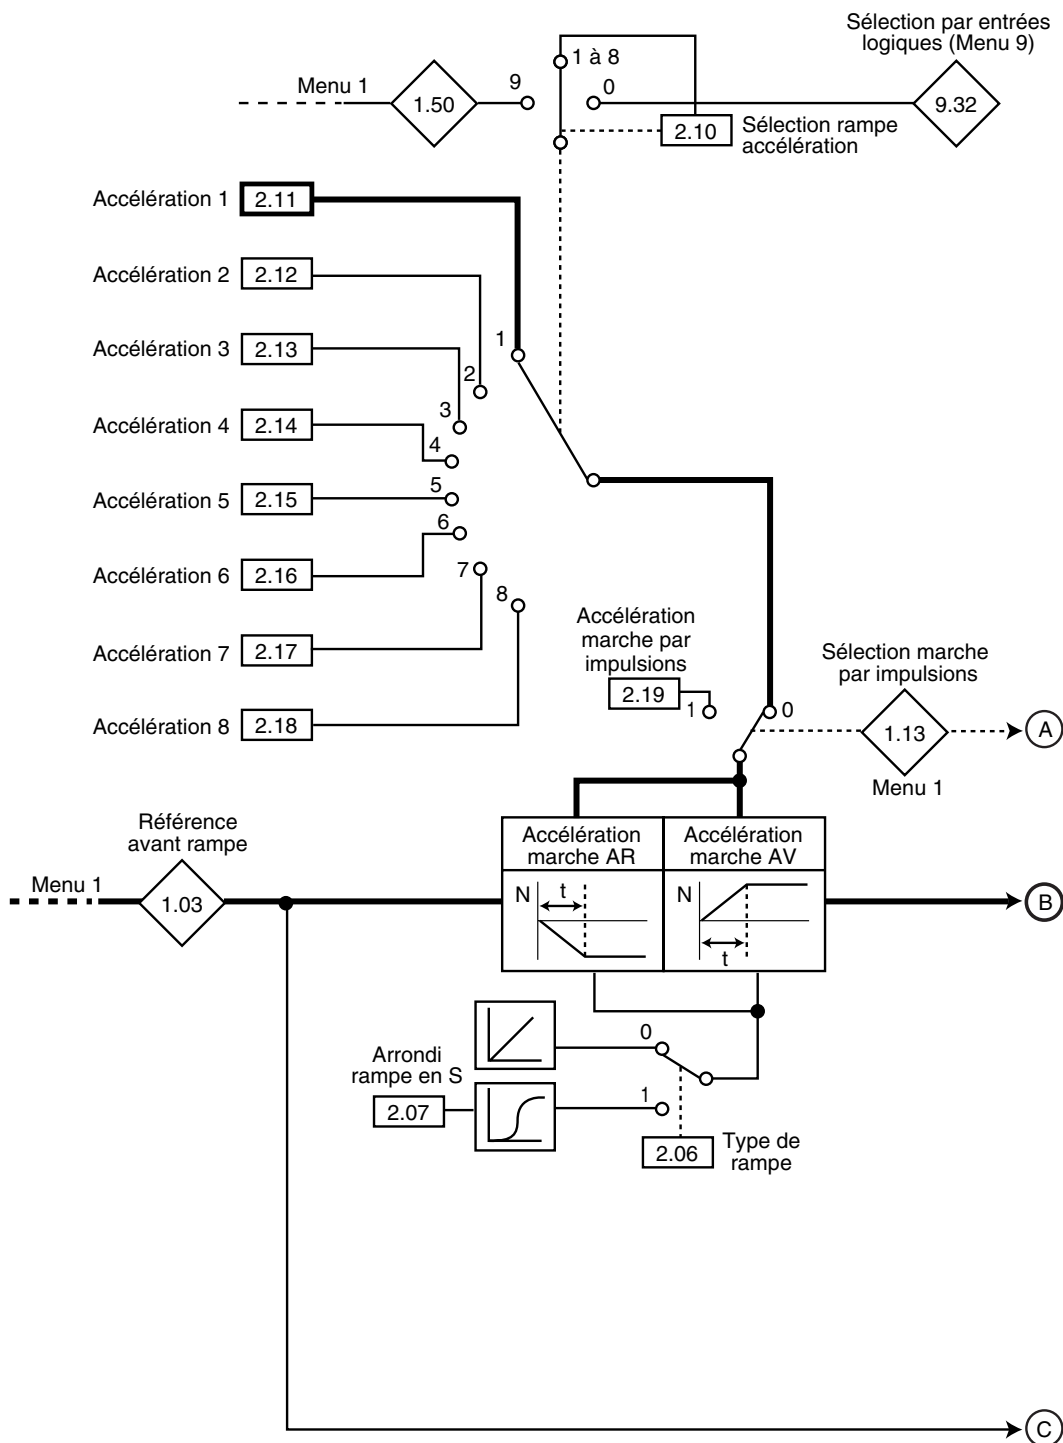 Sélection par entrées
logiques (Menu 9)
1 à 8
Menu 1
1.50
9
0
9.32
2.10
Sélection rampe
accélération
Accélération 1
2.11
Accélération 2
2.12
Accélération 3
2.13
1
2
3
Accélération 4
2.14
4
Accélération 5
2.15
5
6
Accélération 6
2.16
7
8
Accélération 7
2.17
Accélération
marche par
impulsions
2.19
1
0
Sélection marche
par impulsions
1.13
Menu 1
A
Accélération 8
2.18
Référence
avant rampe
Menu 1
1.03
Accélération
marche AR
Accélération
marche AV
N
t
N
t
B
0
Arrondi
rampe en S
2.07
1
2.06
Type de
rampe
C